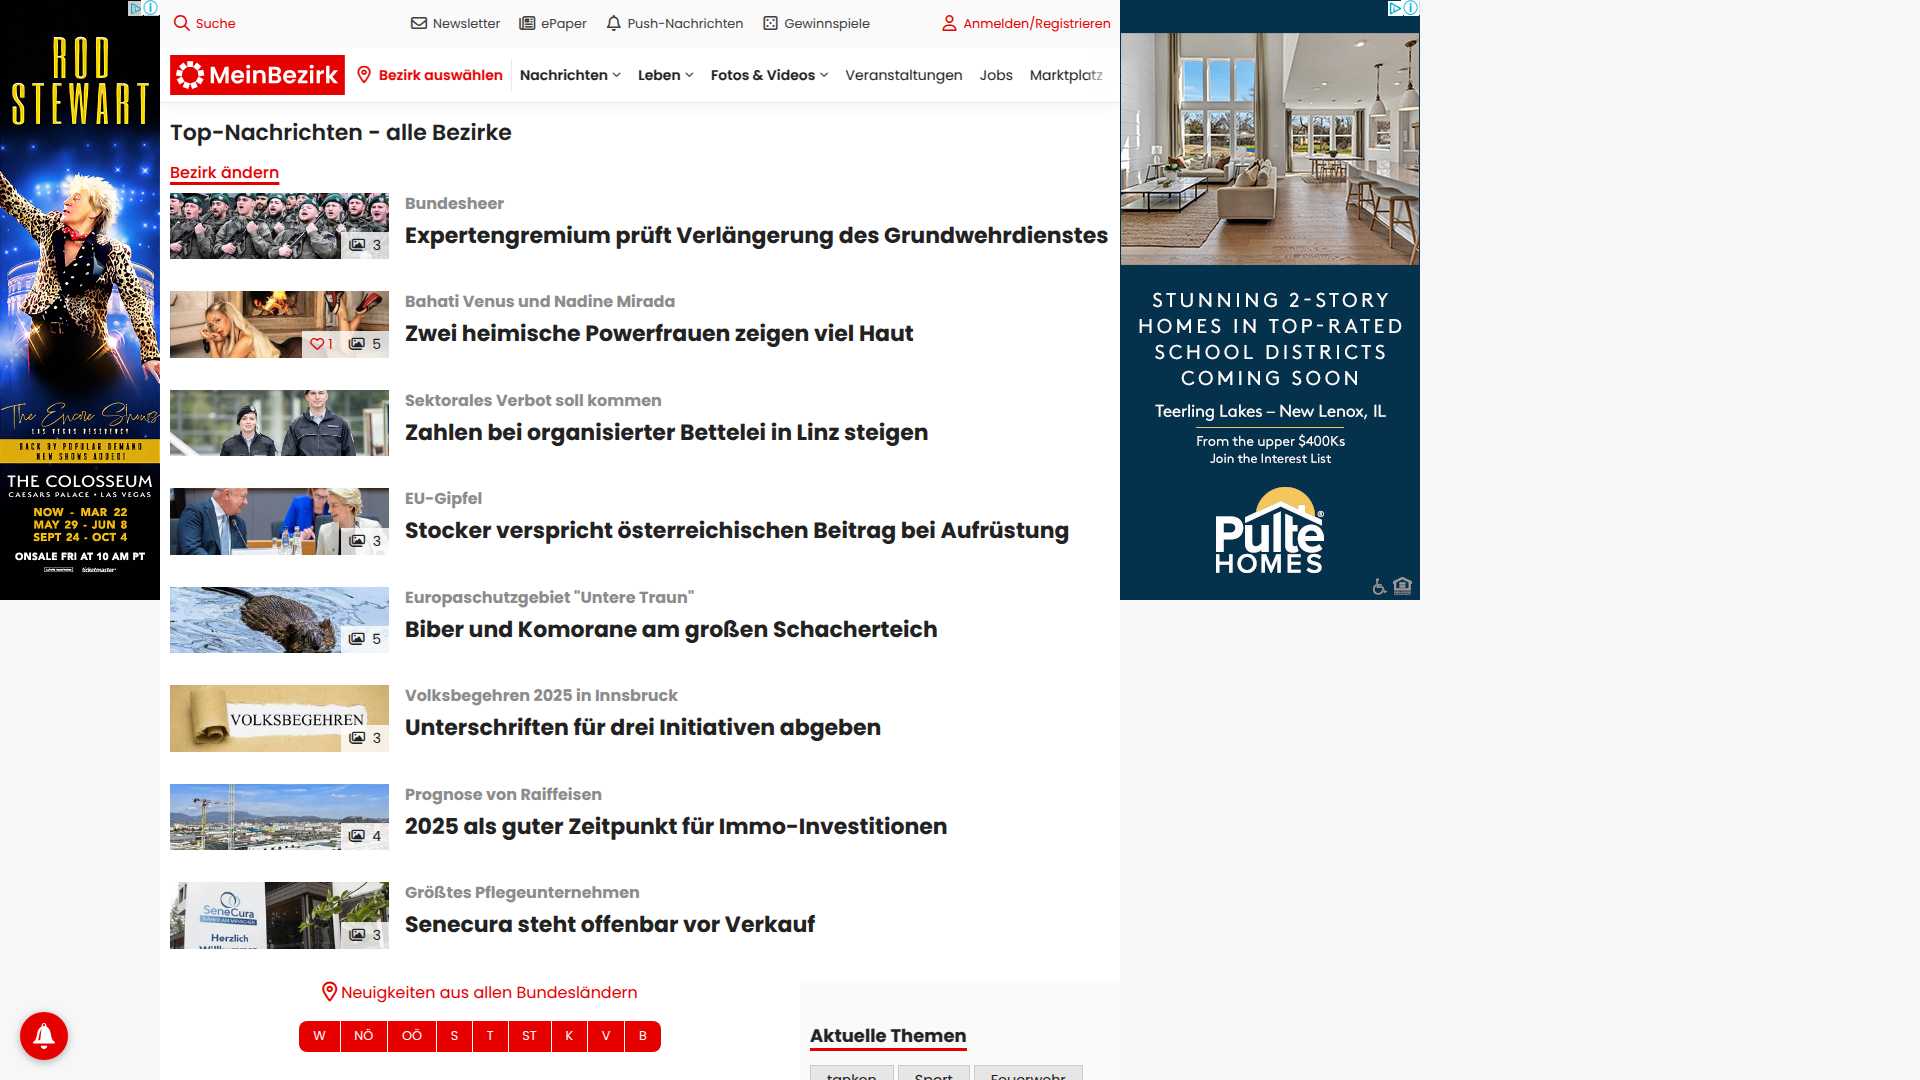 ROD
STEWART
The Encore Shows
LAS VEGAS RESIDENCY
BACK BY POPULAR DEMAND
NEW SHOWS ADDED!
THE COLOSSEUM
CAESARS PALACE • LAS VEGAS
NOW - MAR 22
MAY 29 - JUN 8
SEPT 24 - OCT 4
ONSALE FRI AT 10 AM PT
ticketmaster
Suche
Newsletter
ePaper
Push-Nachrichten
Gewinnspiele
Anmelden/Registrieren
MeinBezirk
Bezirk auswählen
Nachrichten
Leben
Fotos & Videos
Veranstaltungen
Jobs
Marktplatz
Top-Nachrichten - alle Bezirke
Bezirk ändern
3
Bundesheer
Expertengremium prüft Verlängerung des Grundwehrdienstes
1 5
Bahati Venus und Nadine Mirada
Zwei heimische Powerfrauen zeigen viel Haut
Sektorales Verbot soll kommen
Zahlen bei organisierter Bettelei in Linz steigen
3
EU-Gipfel
Stocker verspricht österreichischen Beitrag bei Aufrüstung
5
Europaschutzgebiet "Untere Traun"
Biber und Komorane am großen Schacherteich
VOLKSBEGEHREN
3
Volksbegehren 2025 in Innsbruck
Unterschriften für drei Initiativen abgeben
4
Prognose von Raiffeisen
2025 als guter Zeitpunkt für Immo-Investitionen
SeneCura
Herzlich
3
Größtes Pflegeunternehmen
Senecura steht offenbar vor Verkauf
Neuigkeiten aus allen Bundesländern
W NÖ OÖ S T ST K V B
Aktuelle Themen
tanken Sport Feuerwehr
STUNNING 2-STORY
HOMES IN TOP-RATED
SCHOOL DISTRICTS
COMING SOON
Teerling Lakes – New Lenox, IL
From the upper $400Ks
Join the Interest List
Pulte®
HOMES